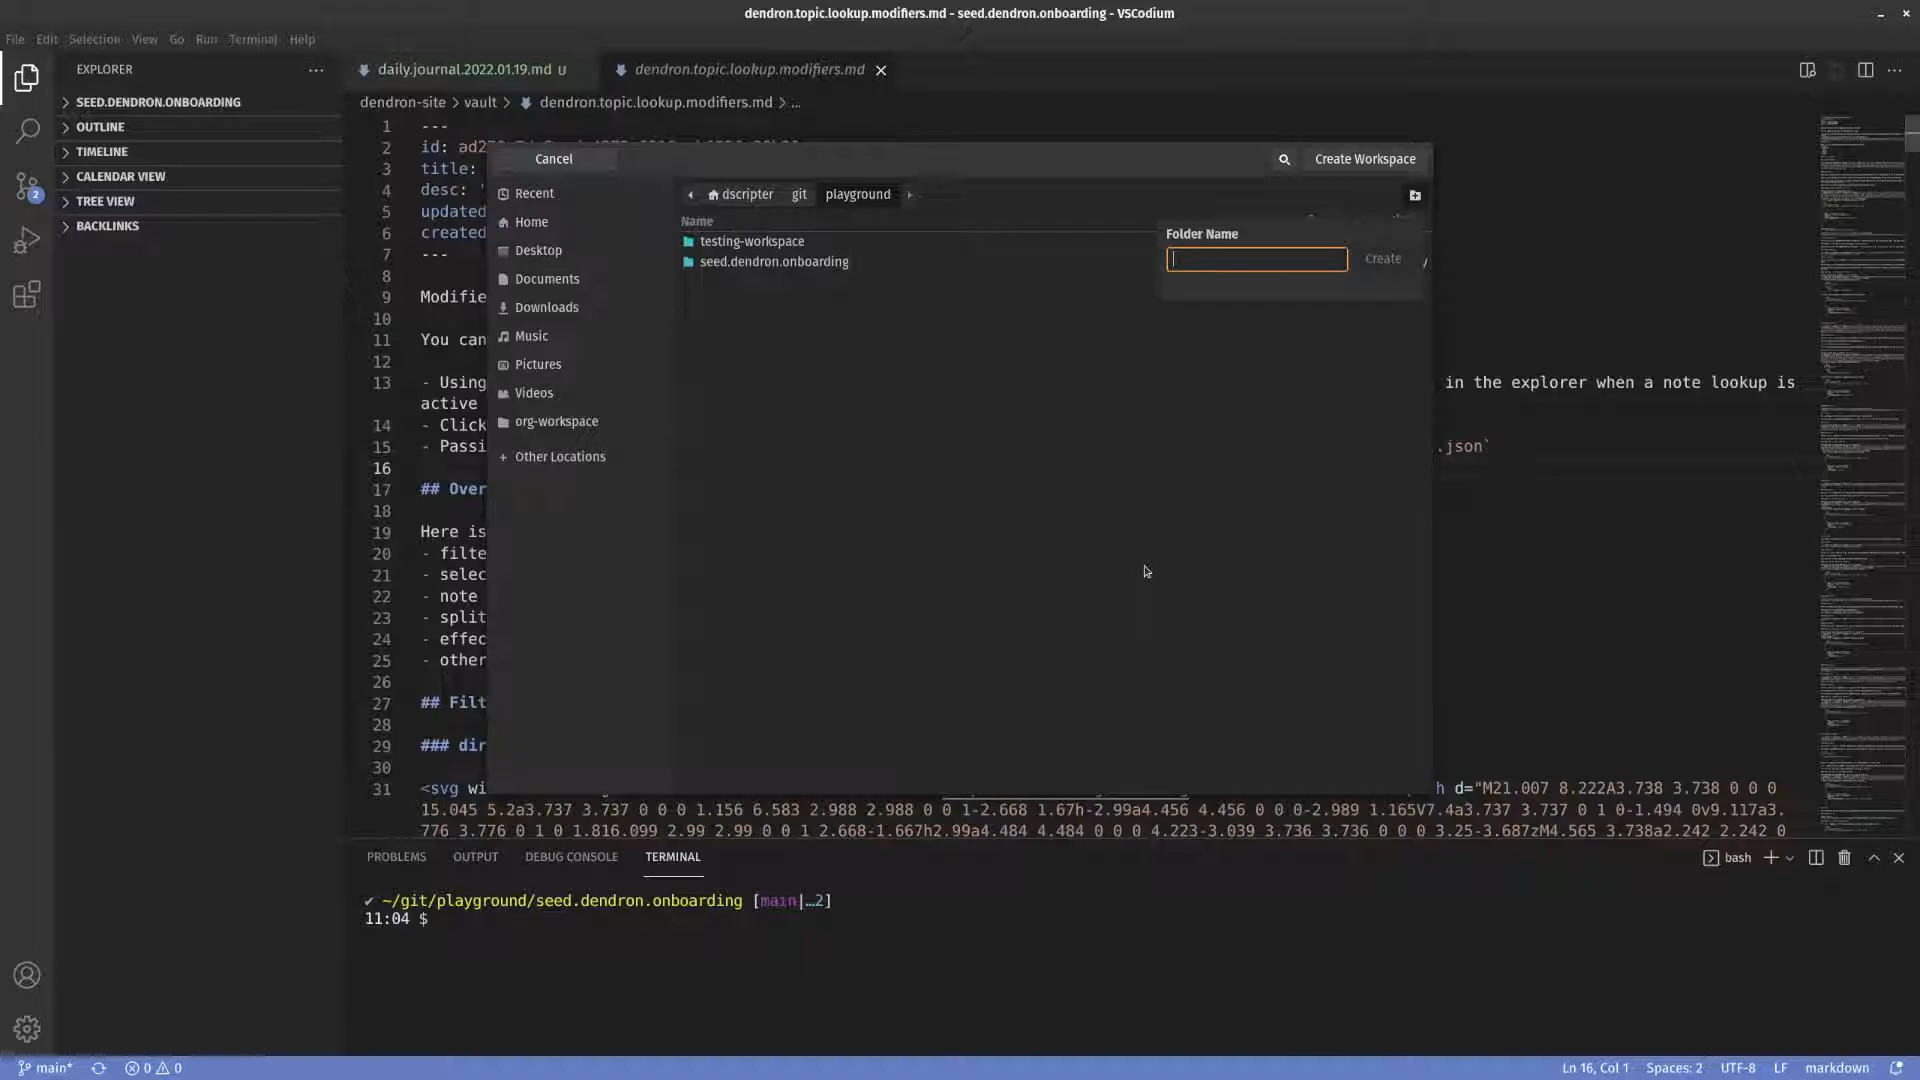 dendron.topic.lookup.modifiers.md - seed.dendron.onboarding - VSCodium
File Edit Selection View Go Run Terminal Help
EXPLORER
SEED.DENDRON.ONBOARDING
OUTLINE
TIMELINE
CALENDAR VIEW
TREE VIEW
BACKLINKS
2
daily.journal.2022.01.19.md U
dendron.topic.lookup.modifiers.md
dendron-site > vault > dendron.topic.lookup.modifiers.md > ...
1 ---
2 id:
3 title:
4 desc: '
5 updated
6 created
7 ---
8
9 Modifie
10
11 You can
12
13 - Using in the explorer when a note lookup is
active
14 - Click
15 - Passi .json`
16
17 ## Over
18
19 Here is
20 - filte
21 - selec
22 - note
23 - split
24 - effec
25 - other
26
27 ## Filt
28
29 ### dir
30
31 <svg wi h d="M21.007 8.222A3.738 3.738 0 0 0
15.045 5.2a3.737 3.737 0 0 0 1.156 6.583 2.988 2.988 0 0 1-2.668 1.67h-2.99a4.456 4.456 0 0 0-2.989 1.165V7.4a3.737 3.737 0 1 0-1.494 0v9.117a3.
776 3.776 0 1 0 1.816.099 2.99 2.99 0 0 1 2.668-1.667h2.99a4.484 4.484 0 0 0 4.223-3.039 3.736 3.736 0 0 0 3.25-3.687zM4.565 3.738a2.242 2.242 0
Cancel
Create Workspace
Recent
Home
Desktop
Documents
Downloads
Music
Pictures
Videos
org-workspace
+ Other Locations
dscripter git playground
Name
testing-workspace
seed.dendron.onboarding
Folder Name
Create
PROBLEMS OUTPUT DEBUG CONSOLE TERMINAL
bash
✔ ~/git/playground/seed.dendron.onboarding [main|…2]
11:04 $
main* 0 0
Ln 16, Col 1 Spaces: 2 UTF-8 LF markdown